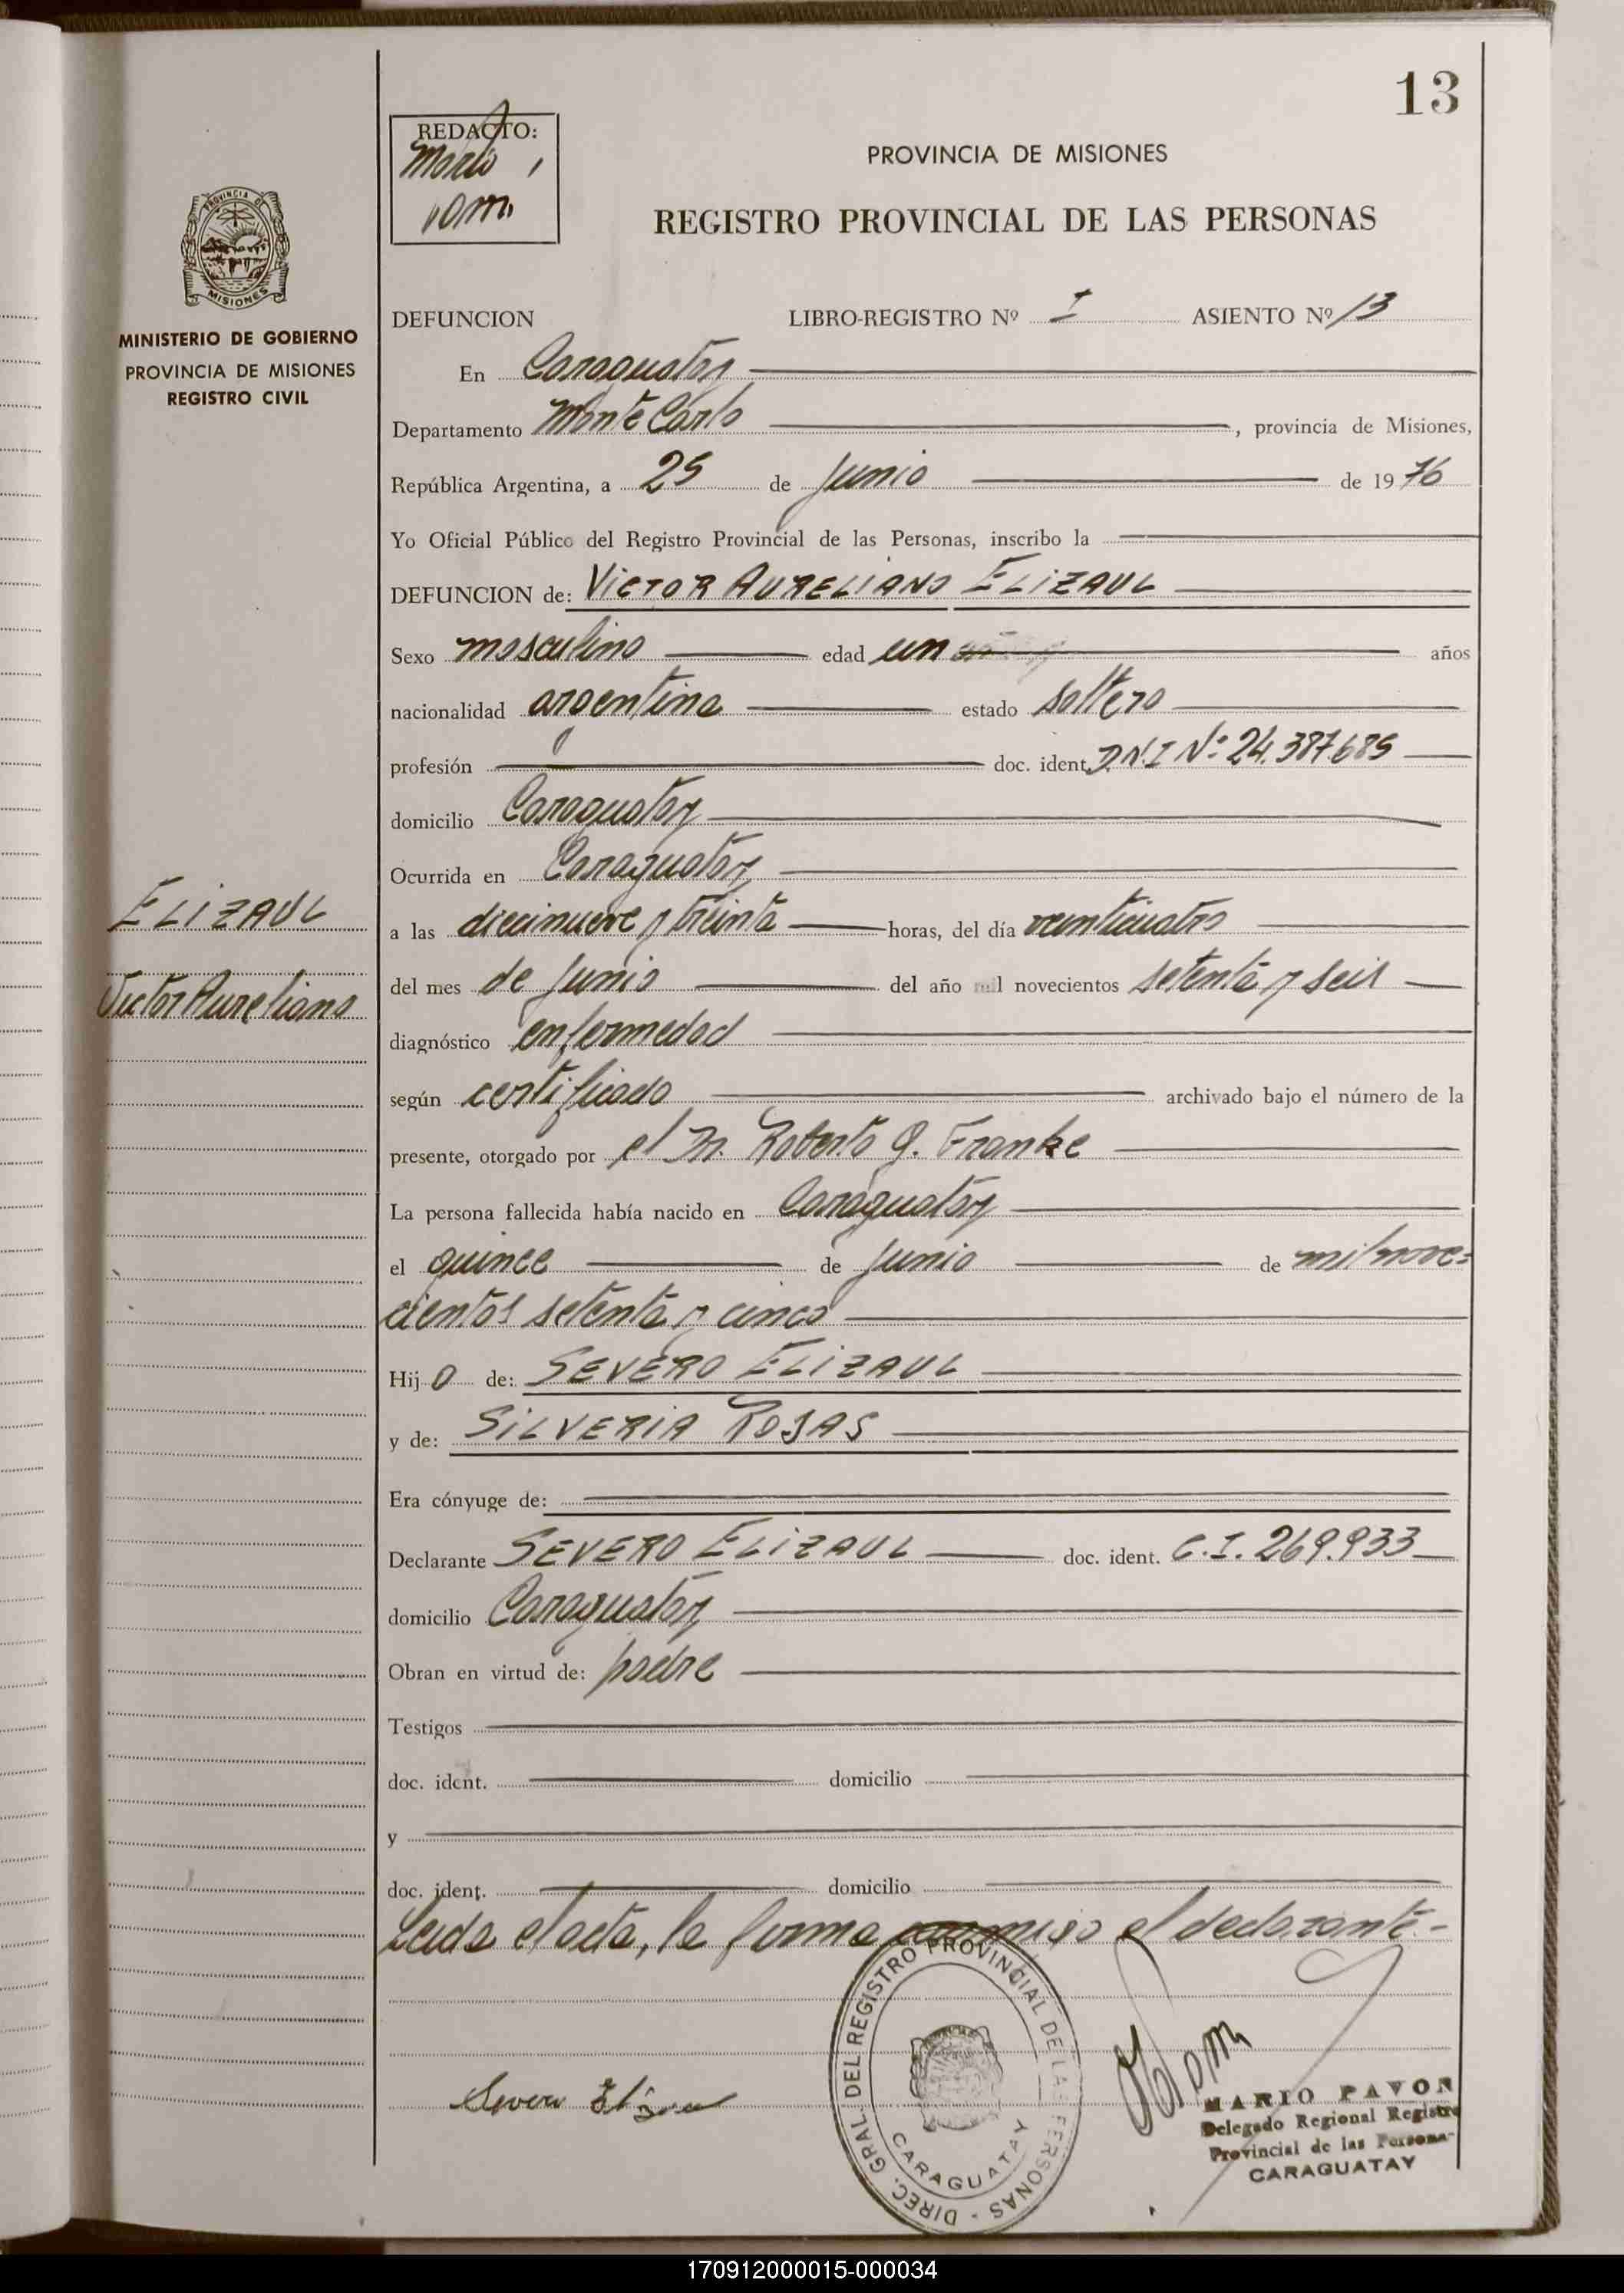 13
REDACTO:
Mario
PROVINCIA DE MISIONES
REGISTRO PROVINCIAL DE LAS PERSONAS
PROVINCIA DE
MISIONES
MINISTERIO DE GOBIERNO
PROVINCIA DE MISIONES
REGISTRO CIVIL
DEFUNCION LIBRO-REGISTRO Nº I ASIENTO Nº 13
En Caraguatay
Departamento Monte Carlo, provincia de Misiones,
República Argentina, a 25 de Junio de 1976
Yo Oficial Público del Registro Provincial de las Personas, inscribo la
DEFUNCION de: VICTOR AURELIANO ELIZAUL
Sexo masculino edad un años
nacionalidad argentina estado soltero
profesión doc. ident. D.N.I Nº 24.387.685
domicilio Caraguatay
Ocurrida en Caraguatay
ELIZAUL
a las diecinueve y treinta horas, del día veinticuatro
Victor Aureliano
del mes de Junio del año mil novecientos setenta y seis
diagnóstico enfermedad
según certificado archivado bajo el número de la
presente, otorgado por el Dr. Roberto G. Franke
La persona fallecida había nacido en Caraguatay
el quince de Junio de mil nove=
cientos setenta y cinco
Hijo de: SEVERO ELIZAUL
y de: SILVERIA ROJAS
Era cónyuge de:
Declarante SEVERO ELIZAUL doc. ident. C.I. 269.933
domicilio Caraguatay
Obran en virtud de: padre
Testigos
doc. ident. domicilio
y
doc. ident. domicilio
Leida el acta, la firma el declarante.-
DIREC. GRAL. DEL REGISTRO PROVINCIAL DE LAS PERSONAS -
CARAGUATAY
MARIO PAVON
Delegado Regional Registro
Provincial de las Personas
CARAGUATAY
170912000015-000034